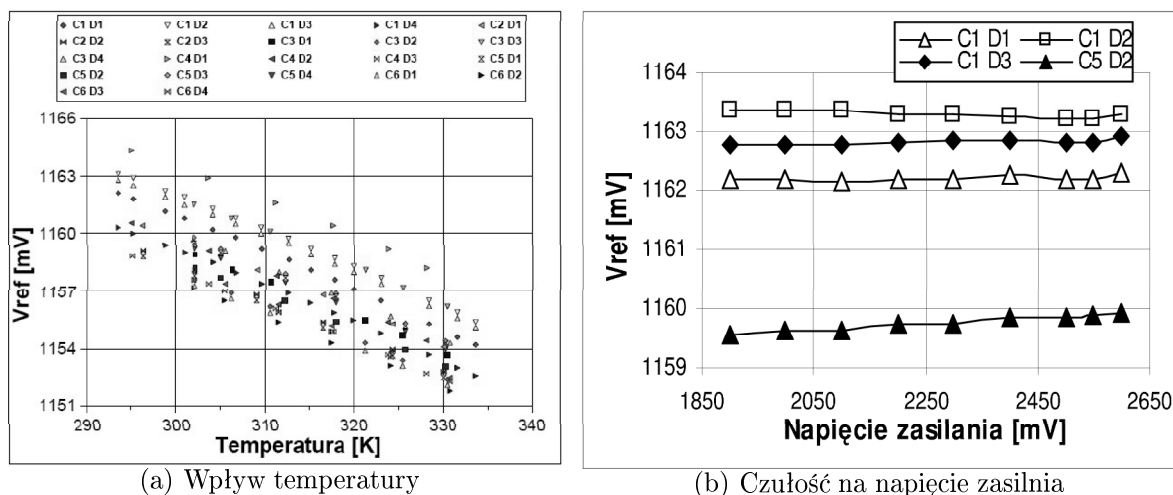 C1 D1 C1 D2 C1 D3 C1 D4 C2 D1
C2 D2 C2 D3 C3 D1 C3 D2 C3 D3
C3 D4 C4 D1 C4 D2 C4 D3 C5 D1
C5 D2 C5 D3 C5 D4 C6 D1 C6 D2
C6 D3 C6 D4
1166
1163
1160
1157
1154
1151
Vref [mV]
290 300 310 320 330 340
Temperatura [K]
(a) Wpływ temperatury
C1 D1 C1 D2
C1 D3 C5 D2
1164
1163
1162
1161
1160
1159
Vref [mV]
1850 2050 2250 2450 2650
Napięcie zasilania [mV]
(b) Czułość na napięcie zasilnia